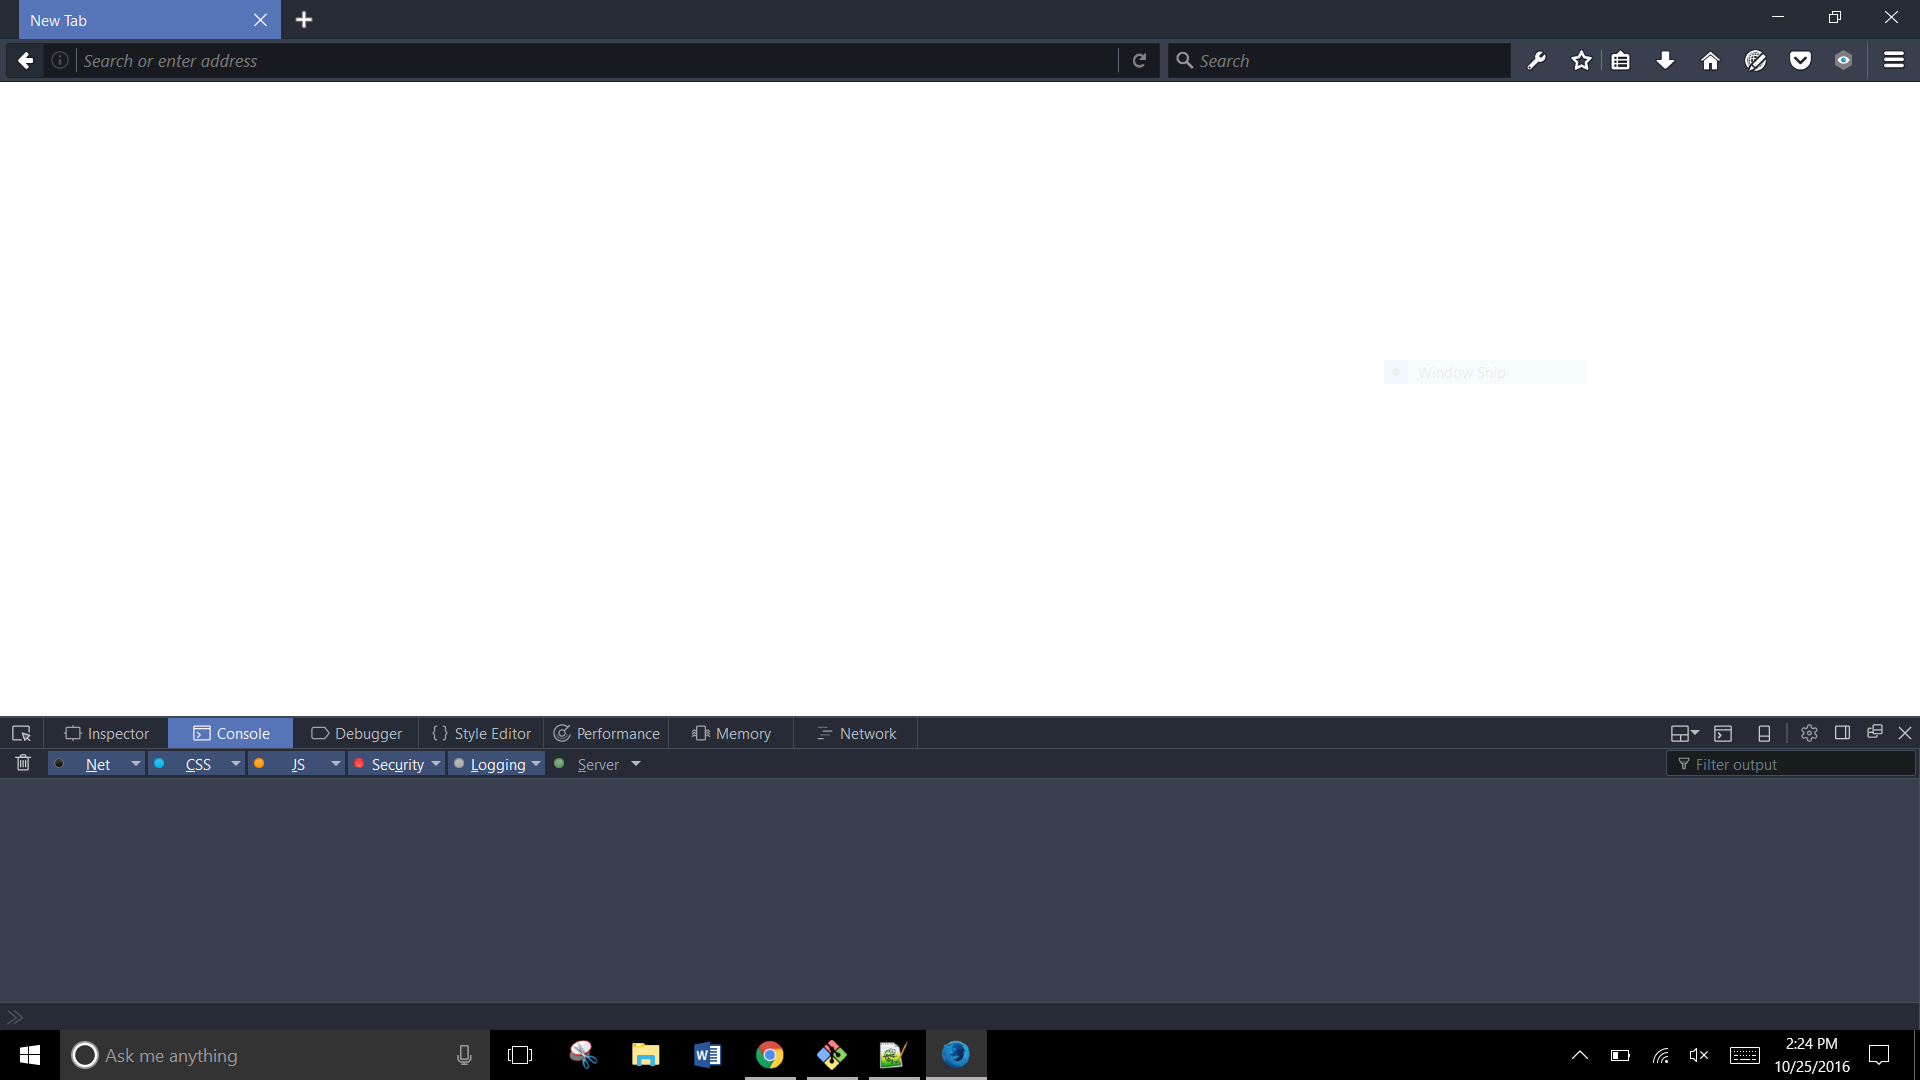 New Tab
Search or enter address
Search
Window Snip
Inspector
Console
Debugger
Style Editor
Performance
Memory
Network
Net
CSS
JS
Security
Logging
Server
Filter output
Ask me anything
2:24 PM
10/25/2016